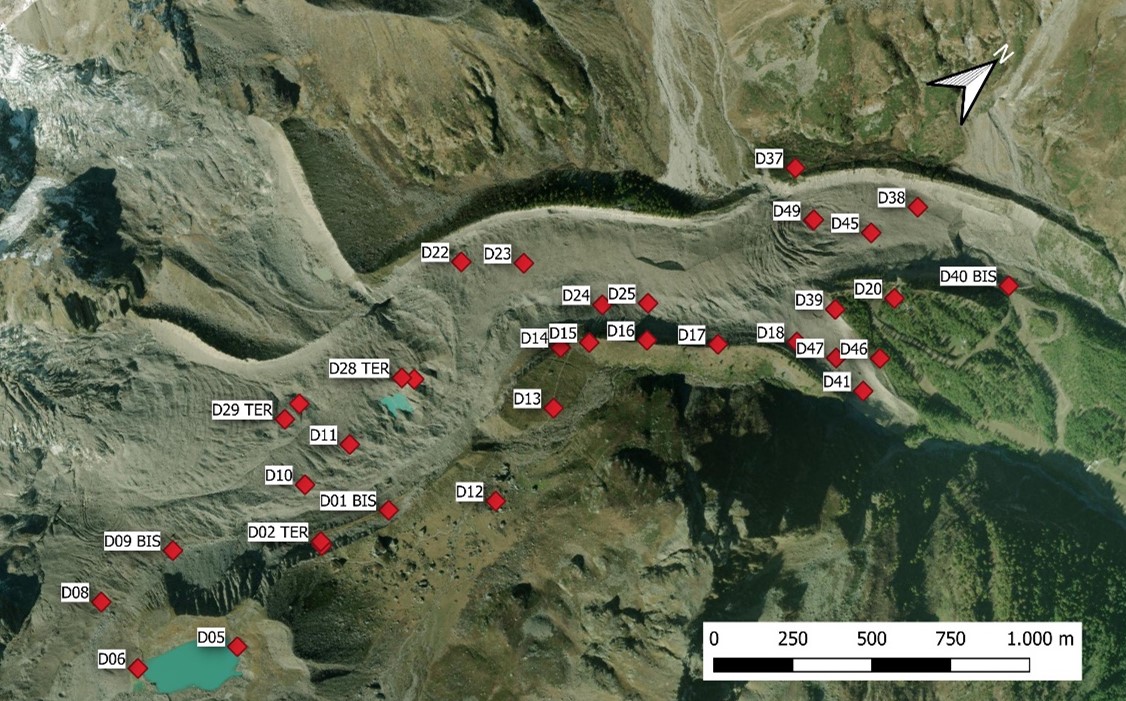 N
D37
D38
D49
D45
D22
D23
D40 BIS
D20
D24
D25
D39
D14
D15
D16
D17
D18
D47
D46
D28 TER
D41
D29 TER
D13
D11
D10
D12
D01 BIS
D02 TER
D09 BIS
D08
D05
D06
0 250 500 750 1.000 m